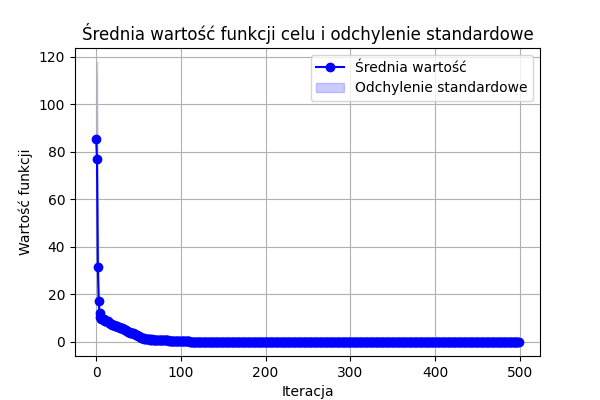 Średnia wartość funkcji celu i odchylenie standardowe
Średnia wartość
Odchylenie standardowe
Wartość funkcji
120
100
80
60
40
20
0
0 100 200 300 400 500
Iteracja